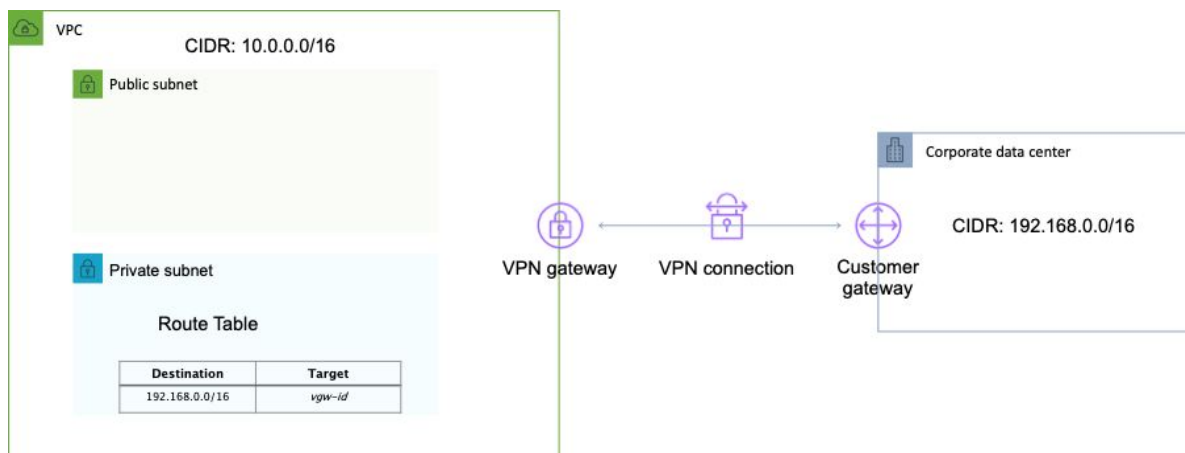 VPC
CIDR: 10.0.0.0/16
Public subnet
Private subnet
Route Table
Destination Target
192.168.0.0/16 vgw-id
VPN gateway
VPN connection
Customer
gateway
Corporate data center
CIDR: 192.168.0.0/16